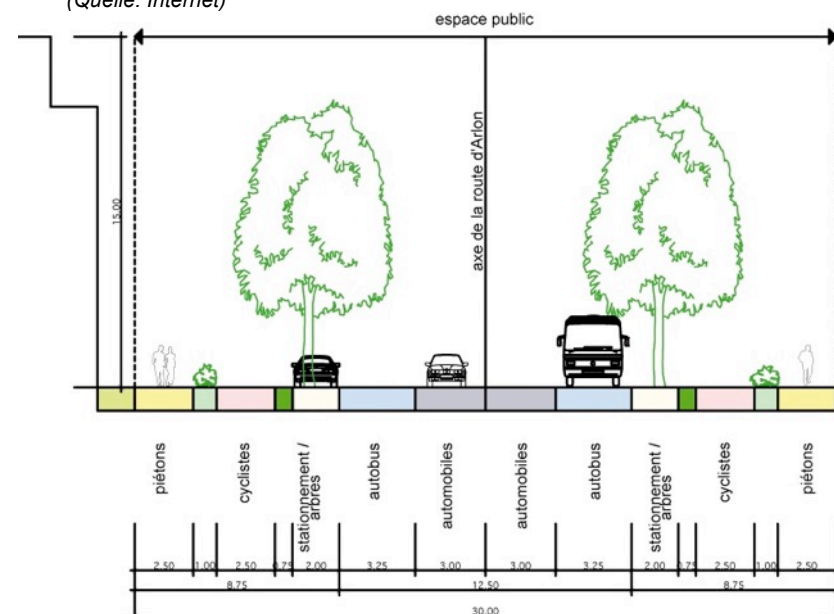 (Quelle: Internet)
espace public
axe de la route d'Arlon
15.00
piétons
cyclistes
stationnement /
arbres
autobus
automobiles
automobiles
autobus
stationnement /
arbres
cyclistes
piétons
2.50 1.00 2.50 0.75 2.00 3.25 3.00 3.00 3.25 2.00 0.75 2.50 1.00 2.50
8.75 12.50 8.75
30.00